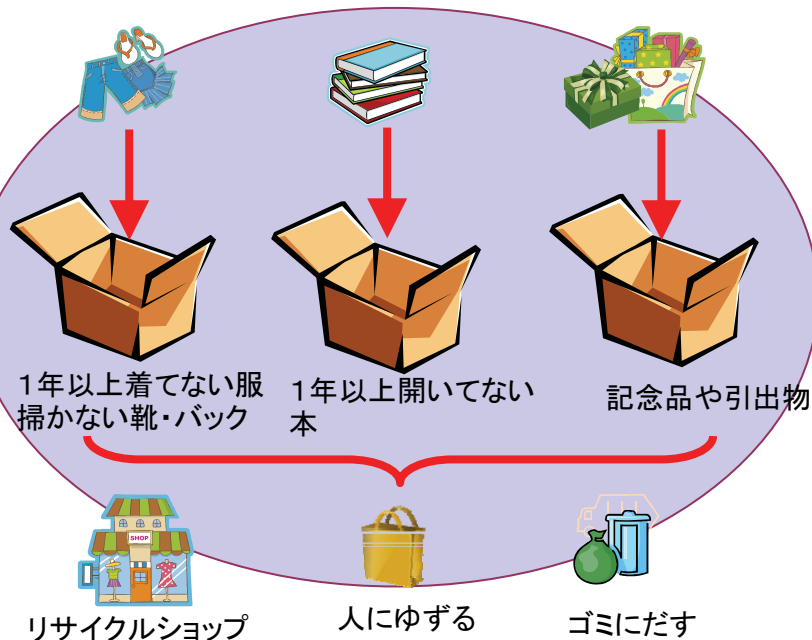 1年以上着てない服
掃かない靴・バック
1年以上開いてない
本
記念品や引出物
SHOP
リサイクルショップ
人にゆずる
ゴミにだす